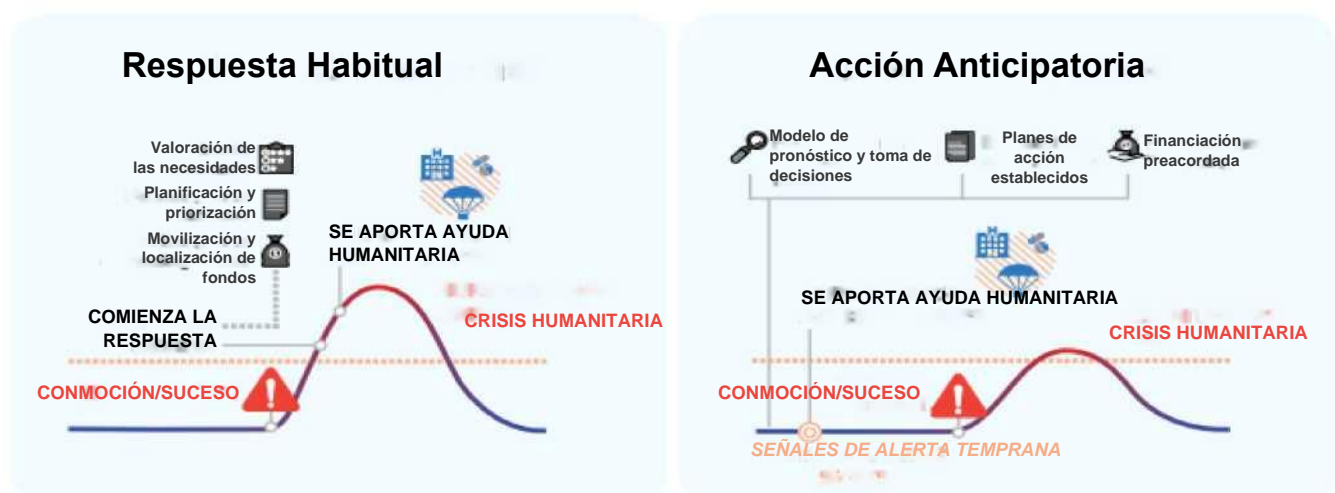 Respuesta Habitual
Valoración de
las necesidades
Planificación y
priorización
Movilización y
localización de
fondos
SE APORTA AYUDA
HUMANITARIA
COMIENZA LA
RESPUESTA
CRISIS HUMANITARIA
CONMOCIÓN/SUCESO
Acción Anticipatoria
Modelo de
pronóstico y toma de
decisiones
Planes de
acción
establecidos
Financiación
preacordada
SE APORTA AYUDA HUMANITARIA
CRISIS HUMANITARIA
CONMOCIÓN/SUCESO
SEÑALES DE ALERTA TEMPRANA